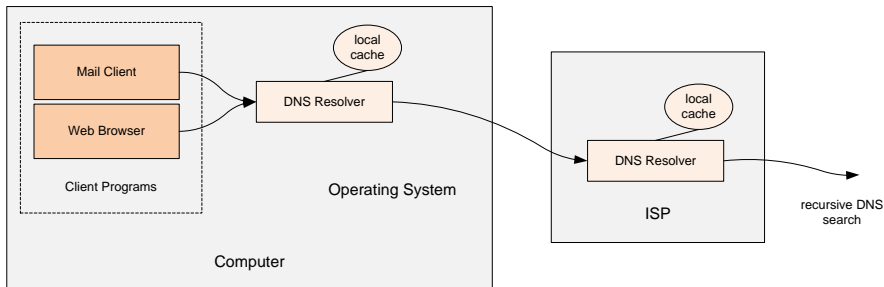 Mail Client
Web Browser
Client Programs
local
cache
DNS Resolver
Operating System
Computer
local
cache
DNS Resolver
ISP
recursive DNS
search